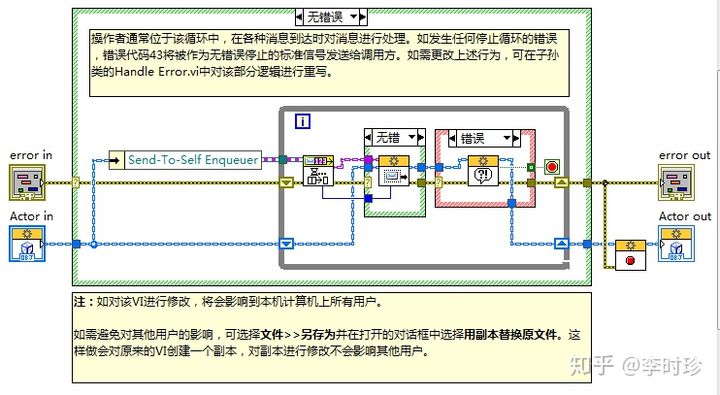 无错误
操作者通常位于该循环中，在各种消息到达时对消息进行处理。如发生任何停止循环的错误
，错误代码43将被作为无错误停止的标准信号发送给调用方。如需更改上述行为，可在子孙
类的Handle Error.vi中对该部分逻辑进行重写。
i
无错
错误
Send-To-Self Enqueuer
error in
error out
?!
Actor in
Actor out
OBJ
OBJ
注：如对该VI进行修改，将会影响到本机计算机上所有用户。
如需避免对其他用户的影响，可选择文件>>另存为并在打开的对话框中选择用副本替换原文件。这
样做会对原来的VI创建一个副本，对副本进行修改不会影响其他用户。
知乎 @李时珍